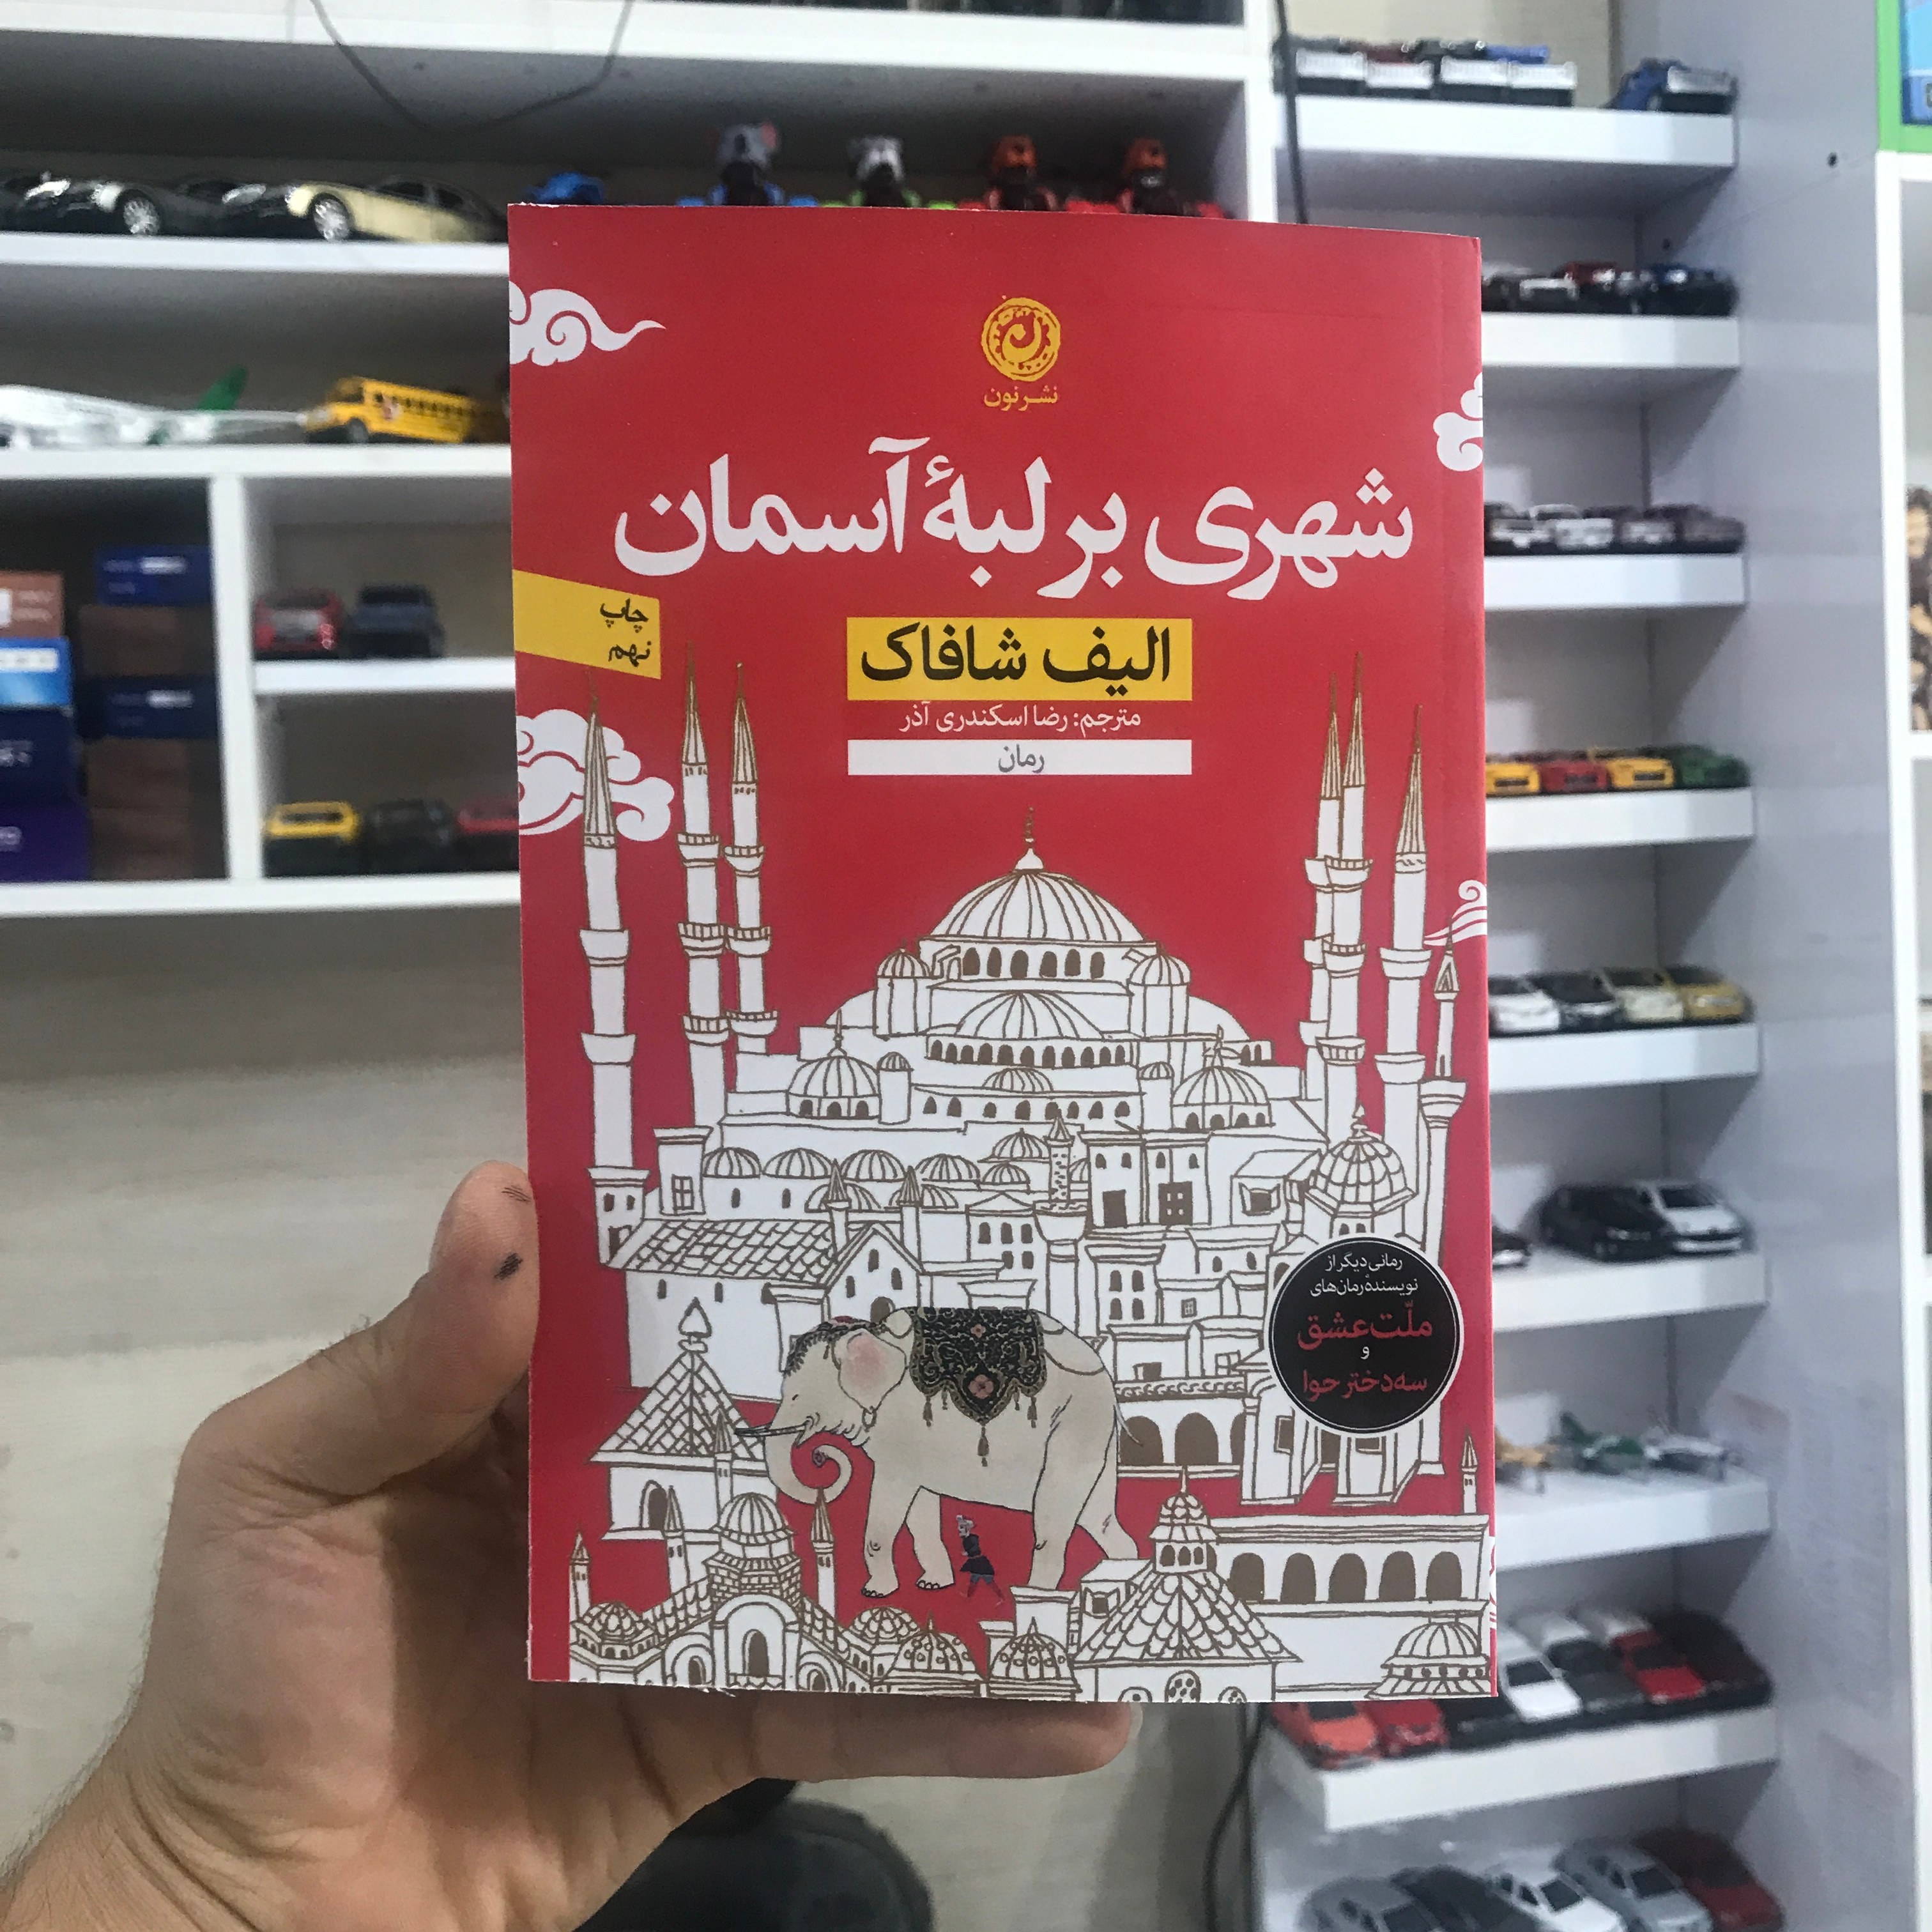 نشر نون
شهری بر لبهٔ آسمان
چاپ
نهم
الیف شافاک
مترجم: رضا اسکندری آذر
رمان
رمانی دیگر از
نویسندهٔ رمان‌های
ملّت عشق
و
سه دختر حوا